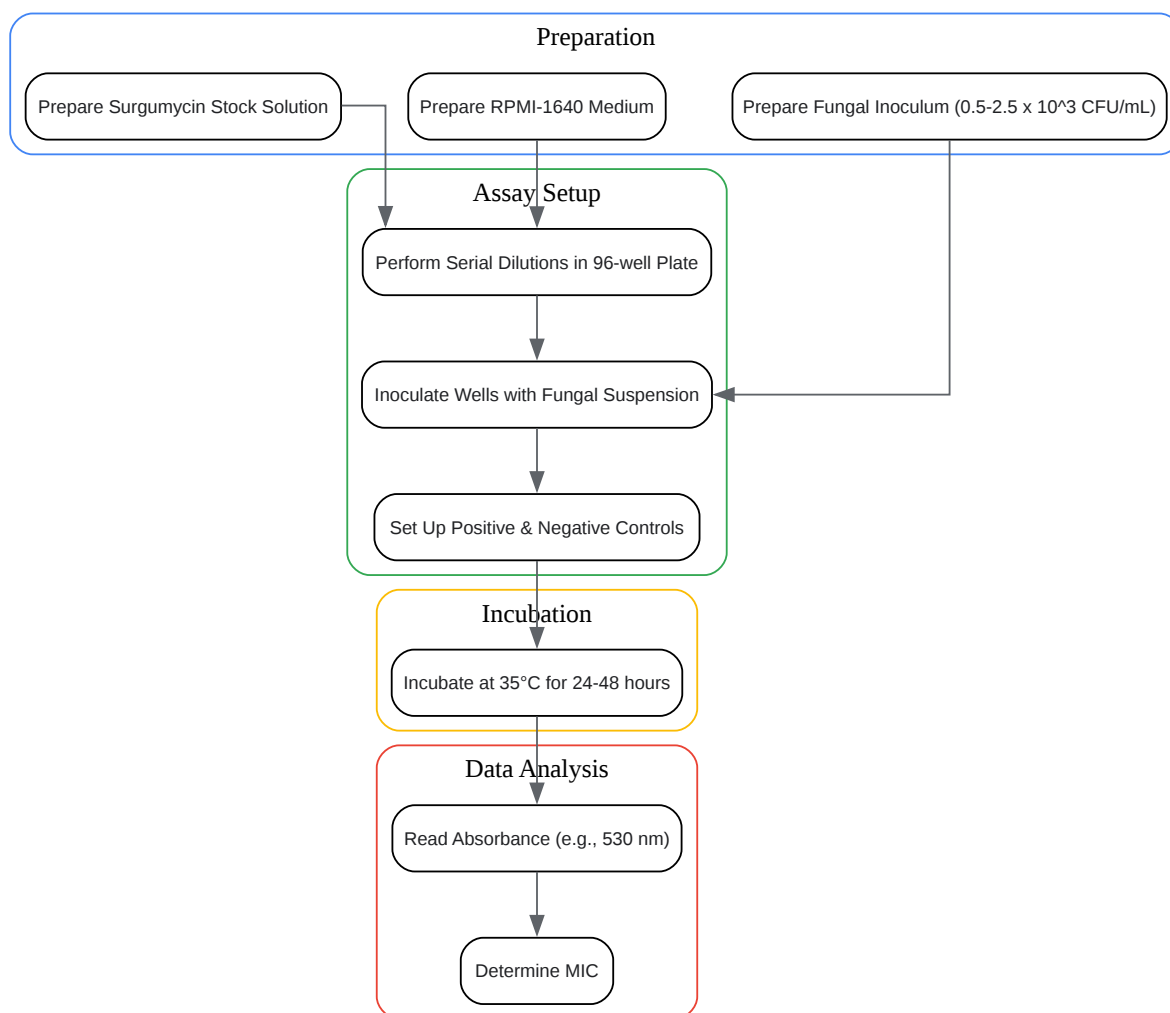 Preparation
Prepare Surgumycin Stock Solution
Prepare RPMI-1640 Medium
Prepare Fungal Inoculum (0.5-2.5 x 10^3 CFU/mL)
Assay Setup
Perform Serial Dilutions in 96-well Plate
Inoculate Wells with Fungal Suspension
Set Up Positive & Negative Controls
Incubation
Incubate at 35°C for 24-48 hours
Data Analysis
Read Absorbance (e.g., 530 nm)
Determine MIC